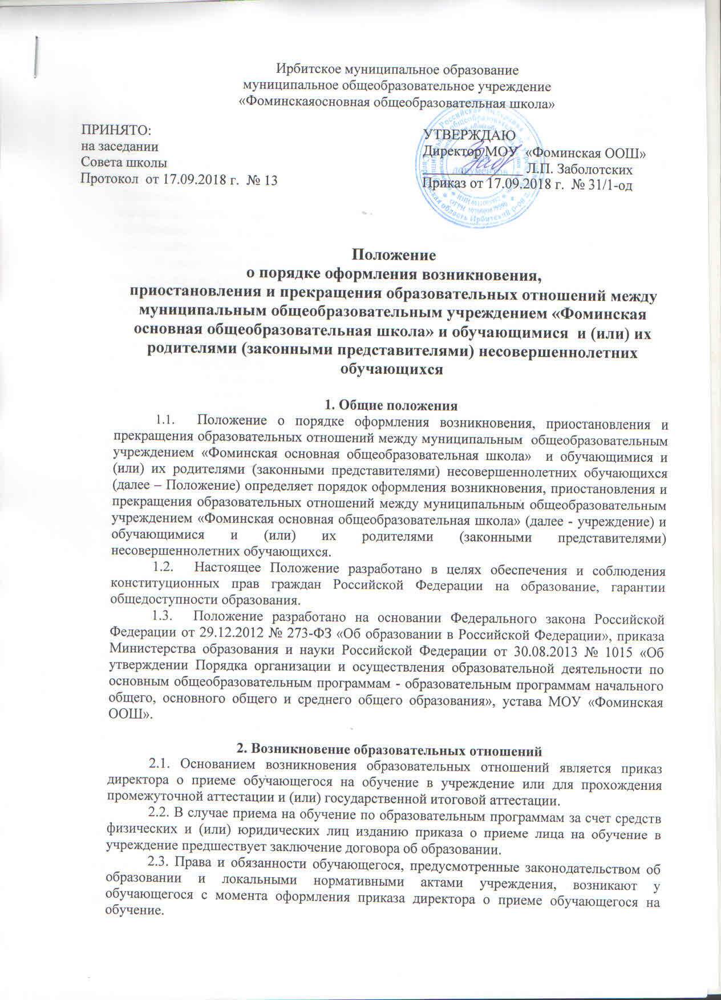 Ирбитское муниципальное образование
муниципальное общеобразовательное учреждение
«Фоминскаяосновная общеобразовательная школа»
ПРИНЯТО:
на заседании
Совета школы
Протокол от 17.09.2018 г. № 13
УТВЕРЖДАЮ
Директор МОУ «Фоминская ООШ»
Л.П. Заболотских
Приказ от 17.09.2018 г. № 31/1-од
документов
Положение
о порядке оформления возникновения,
приостановления и прекращения образовательных отношений между
муниципальным общеобразовательным учреждением «Фоминская
основная общеобразовательная школа» и обучающимися и (или) их
родителями (законными представителями) несовершеннолетних
обучающихся
1. Общие положения
1.1. Положение о порядке оформления возникновения, приостановления и
прекращения образовательных отношений между муниципальным общеобразовательным
учреждением «Фоминская основная общеобразовательная школа» и обучающимися и
(или) их родителями (законными представителями) несовершеннолетних обучающихся
(далее – Положение) определяет порядок оформления возникновения, приостановления и
прекращения образовательных отношений между муниципальным общеобразовательным
учреждением «Фоминская основная общеобразовательная школа» (далее - учреждение) и
обучающимися и (или) их родителями (законными представителями)
несовершеннолетних обучающихся.
1.2. Настоящее Положение разработано в целях обеспечения и соблюдения
конституционных прав граждан Российской Федерации на образование, гарантии
общедоступности образования.
1.3. Положение разработано на основании Федерального закона Российской
Федерации от 29.12.2012 № 273-ФЗ «Об образовании в Российской Федерации», приказа
Министерства образования и науки Российской Федерации от 30.08.2013 № 1015 «Об
утверждении Порядка организации и осуществления образовательной деятельности по
основным общеобразовательным программам - образовательным программам начального
общего, основного общего и среднего общего образования», устава МОУ «Фоминская
ООШ».
2. Возникновение образовательных отношений
2.1. Основанием возникновения образовательных отношений является приказ
директора о приеме обучающегося на обучение в учреждение или для прохождения
промежуточной аттестации и (или) государственной итоговой аттестации.
2.2. В случае приема на обучение по образовательным программам за счет средств
физических и (или) юридических лиц изданию приказа о приеме лица на обучение в
учреждение предшествует заключение договора об образовании.
2.3. Права и обязанности обучающегося, предусмотренные законодательством об
образовании и локальными нормативными актами учреждения, возникают у
обучающегося с момента оформления приказа директора о приеме обучающегося на
обучение.